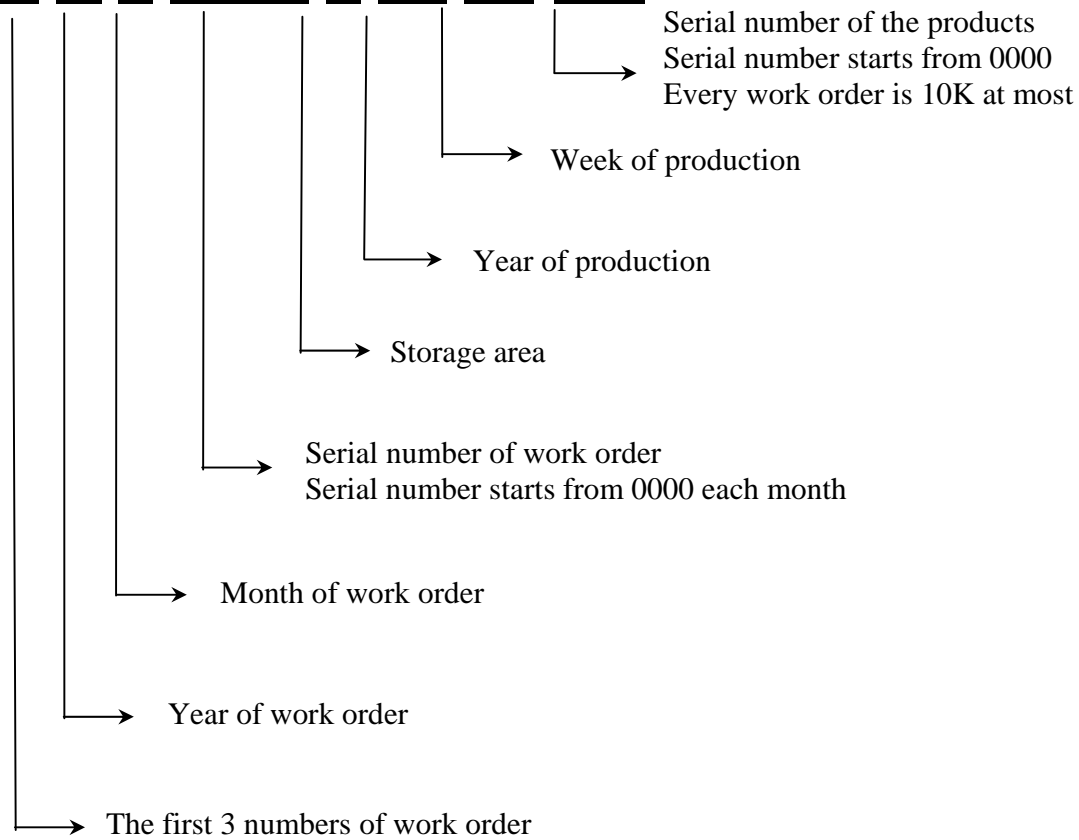 Serial number of the products
Serial number starts from 0000
Every work order is 10K at most
Week of production
Year of production
Storage area
Serial number of work order
Serial number starts from 0000 each month
Month of work order
Year of work order
The first 3 numbers of work order